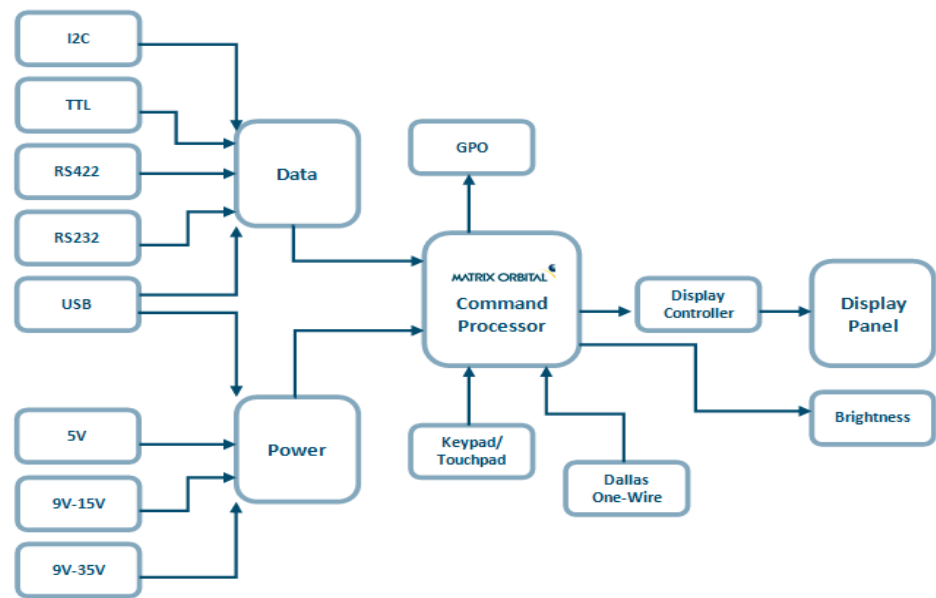 I2C
TTL
RS422
RS232
USB
Data
GPO
MATRIX ORBITAL
Command
Processor
Display
Controller
Display
Panel
Brightness
5V
9V-15V
9V-35V
Power
Keypad/
Touchpad
Dallas
One-Wire